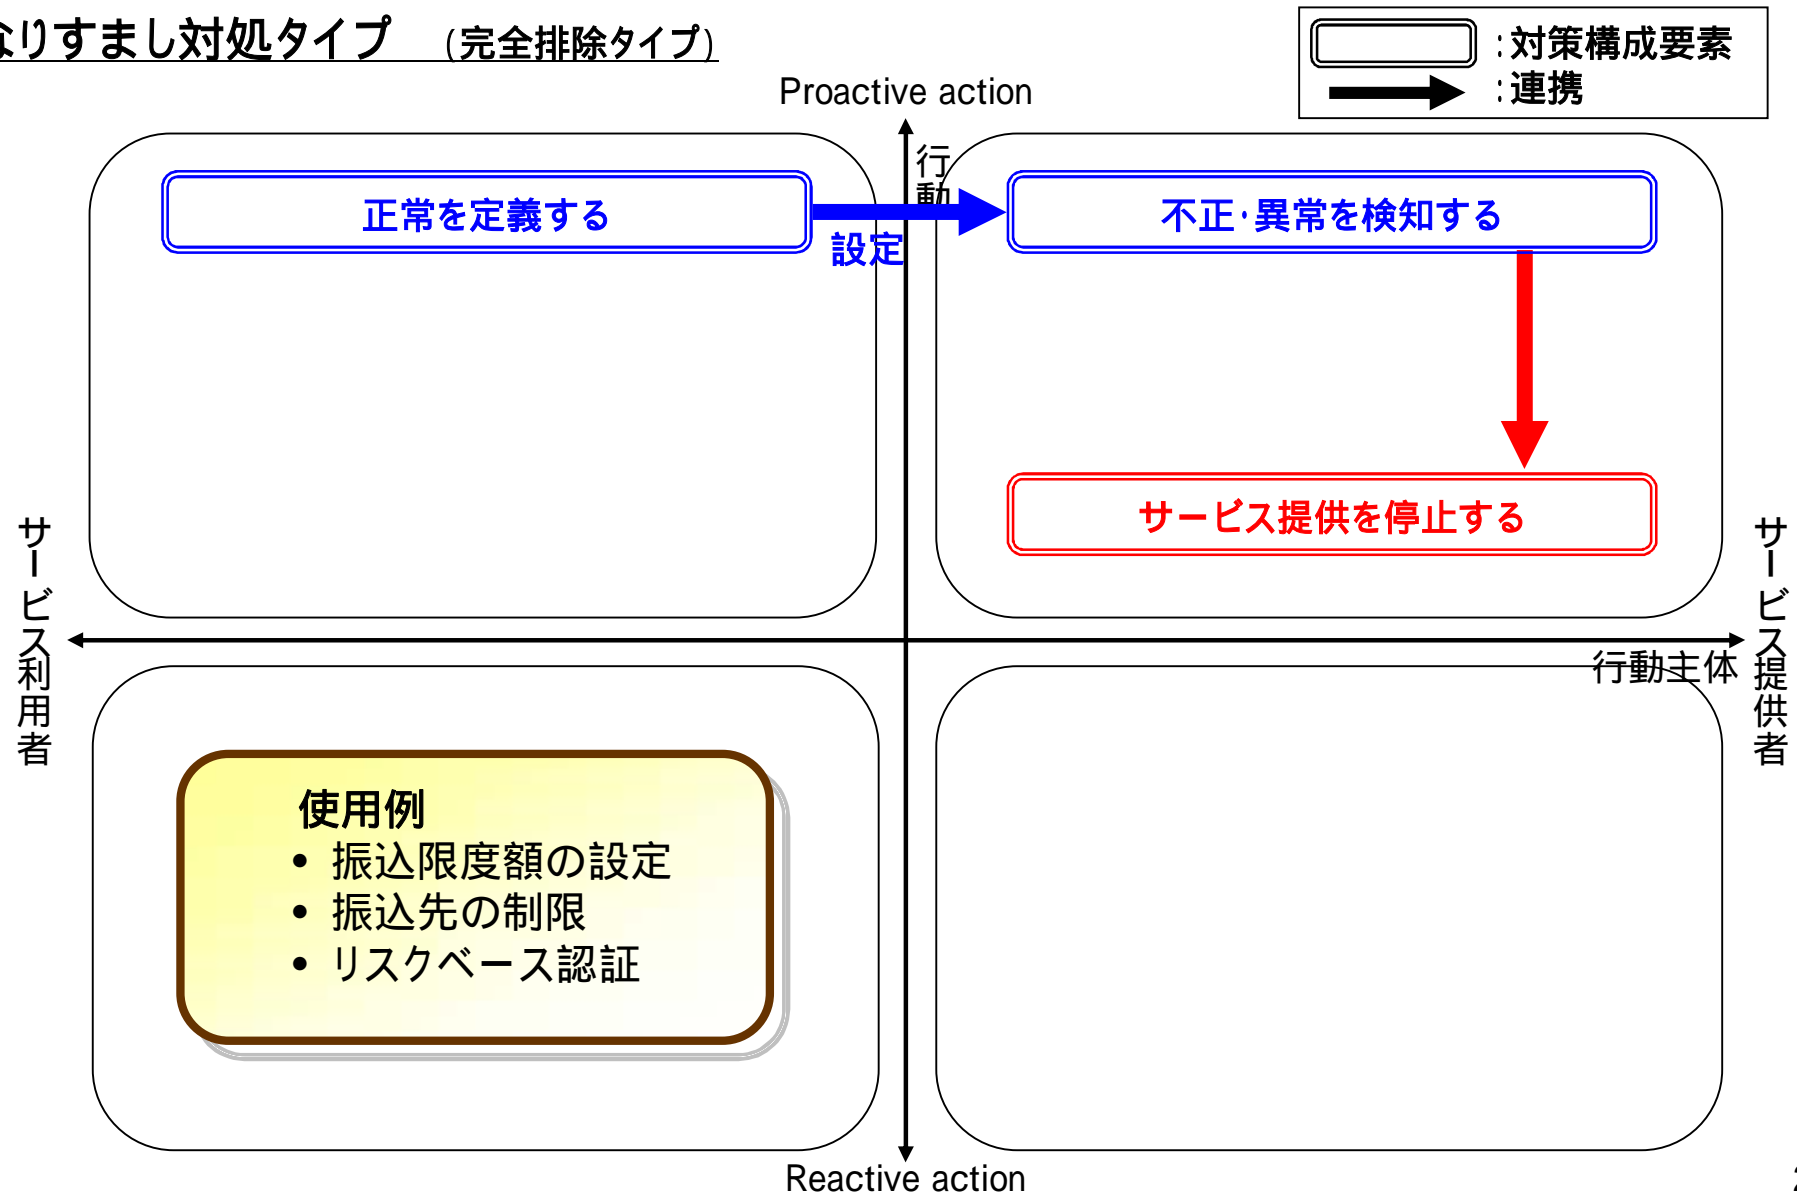 なりすまし対処タイプ (完全排除タイプ)
:対策構成要素
:連携
Proactive action
行動
正常を定義する
設定
不正・異常を検知する
サービス提供を停止する
サービス利用者
サービス提供者
行動主体
使用例
• 振込限度額の設定
• 振込先の制限
• リスクベース認証
Reactive action